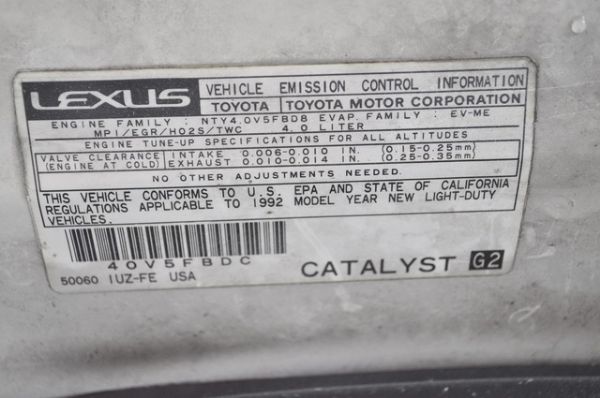 LEXUS VEHICLE EMISSION CONTROL INFORMATION
TOYOTA TOYOTA MOTOR CORPORATION
ENGINE FAMILY : NTY4.0V5FBD8 EVAP. FAMILY : EV-ME
MPI/EGR/HO2S/TWC 4.0 LITER
ENGINE TUNE-UP SPECIFICATIONS FOR ALL ALTITUDES
VALVE CLEARANCE INTAKE 0.006-0.010 IN. (0.15-0.25mm)
(ENGINE AT COLD) EXHAUST 0.010-0.014 IN. (0.25-0.35mm)
NO OTHER ADJUSTMENTS NEEDED.
THIS VEHICLE CONFORMS TO U.S. EPA AND STATE OF CALIFORNIA
REGULATIONS APPLICABLE TO 1992 MODEL YEAR NEW LIGHT-DUTY
VEHICLES.
40V5FBDC
50060 1UZ-FE USA
CATALYST G2